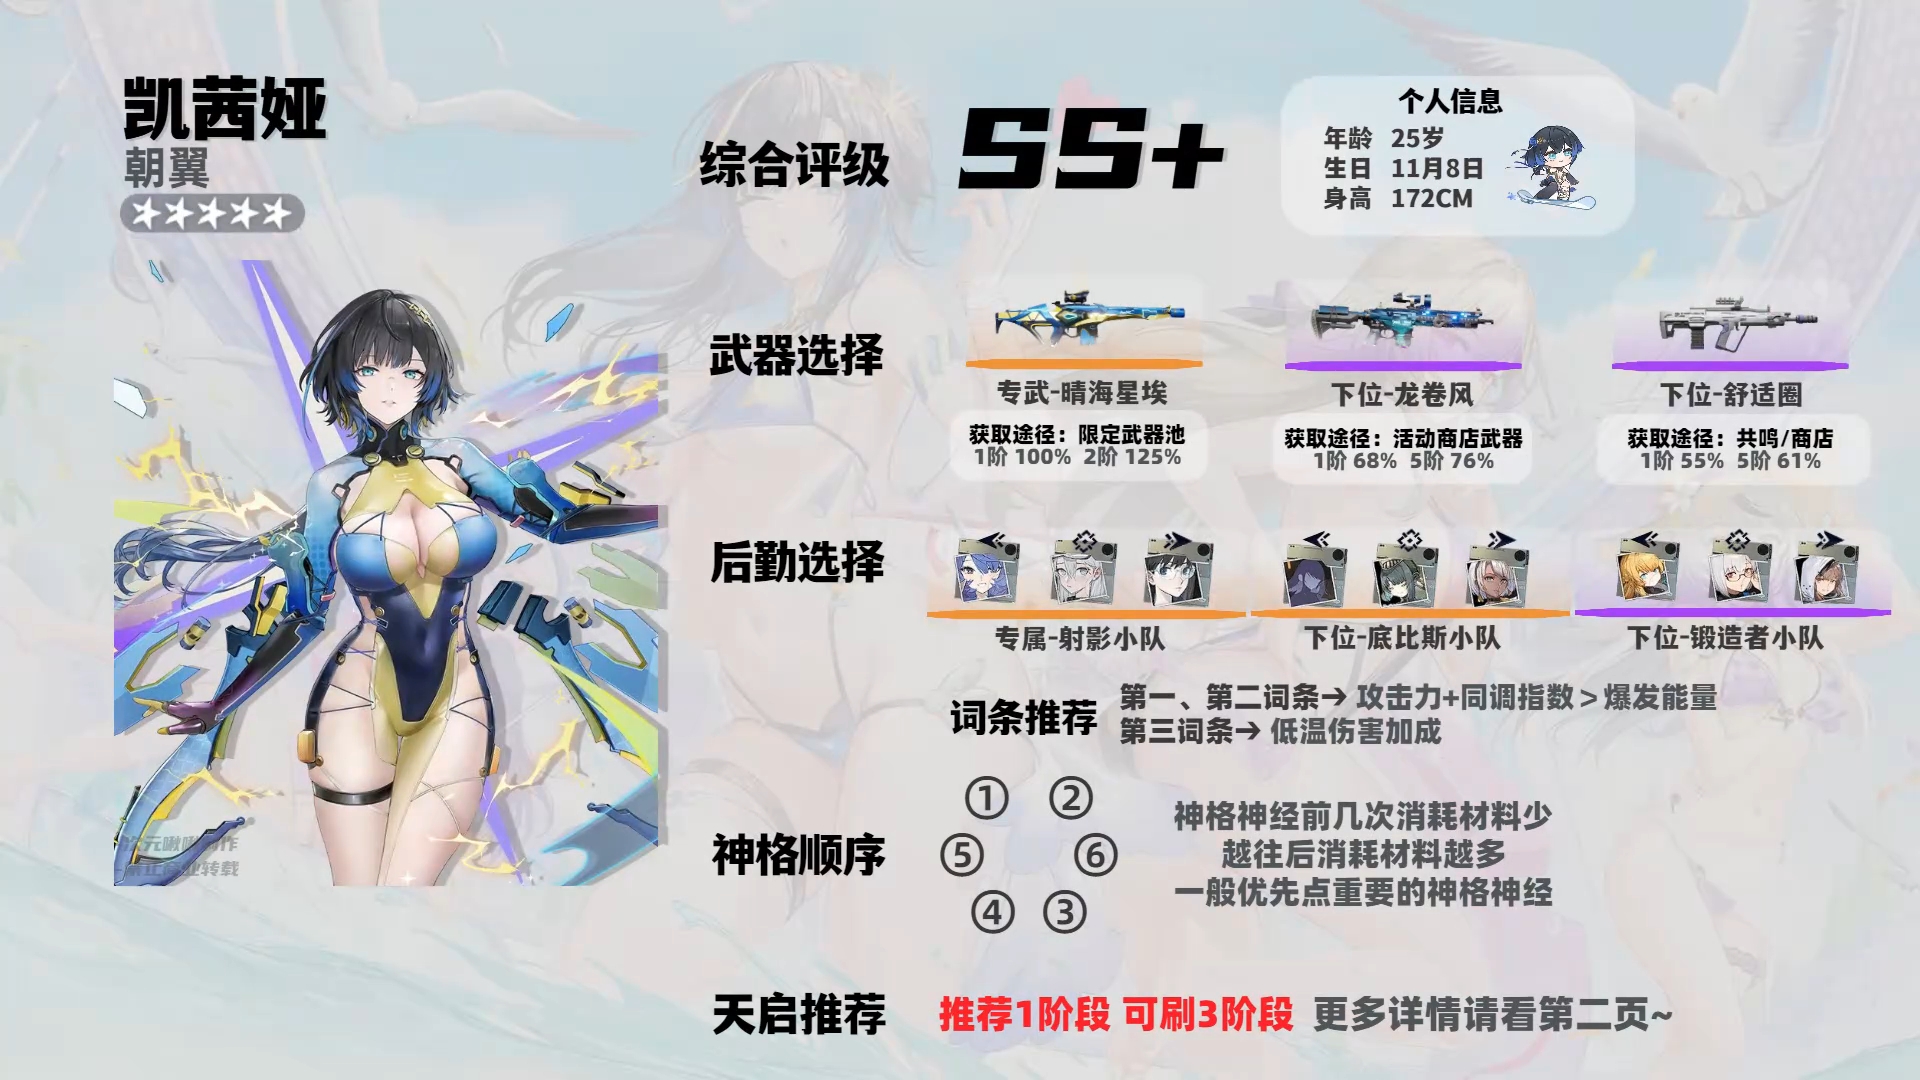 凯茜娅
朝翼
综合评级
SS+
个人信息
年龄 25岁
生日 11月8日
身高 172CM
武器选择
专武-晴海星埃
获取途径：限定武器池
1阶 100% 2阶 125%
下位-龙卷风
获取途径：活动商店武器
1阶 68% 5阶 76%
下位-舒适圈
获取途径：共鸣/商店
1阶 55% 5阶 61%
后勤选择
专属-射影小队
下位-底比斯小队
下位-锻造者小队
词条推荐
第一、第二词条→ 攻击力+同调指数＞爆发能量
第三词条→ 低温伤害加成
神格顺序
① ②
⑤ ⑥
④ ③
神格神经前几次消耗材料少
越往后消耗材料越多
一般优先点重要的神格神经
天启推荐
推荐1阶段 可刷3阶段 更多详情请看第二页~